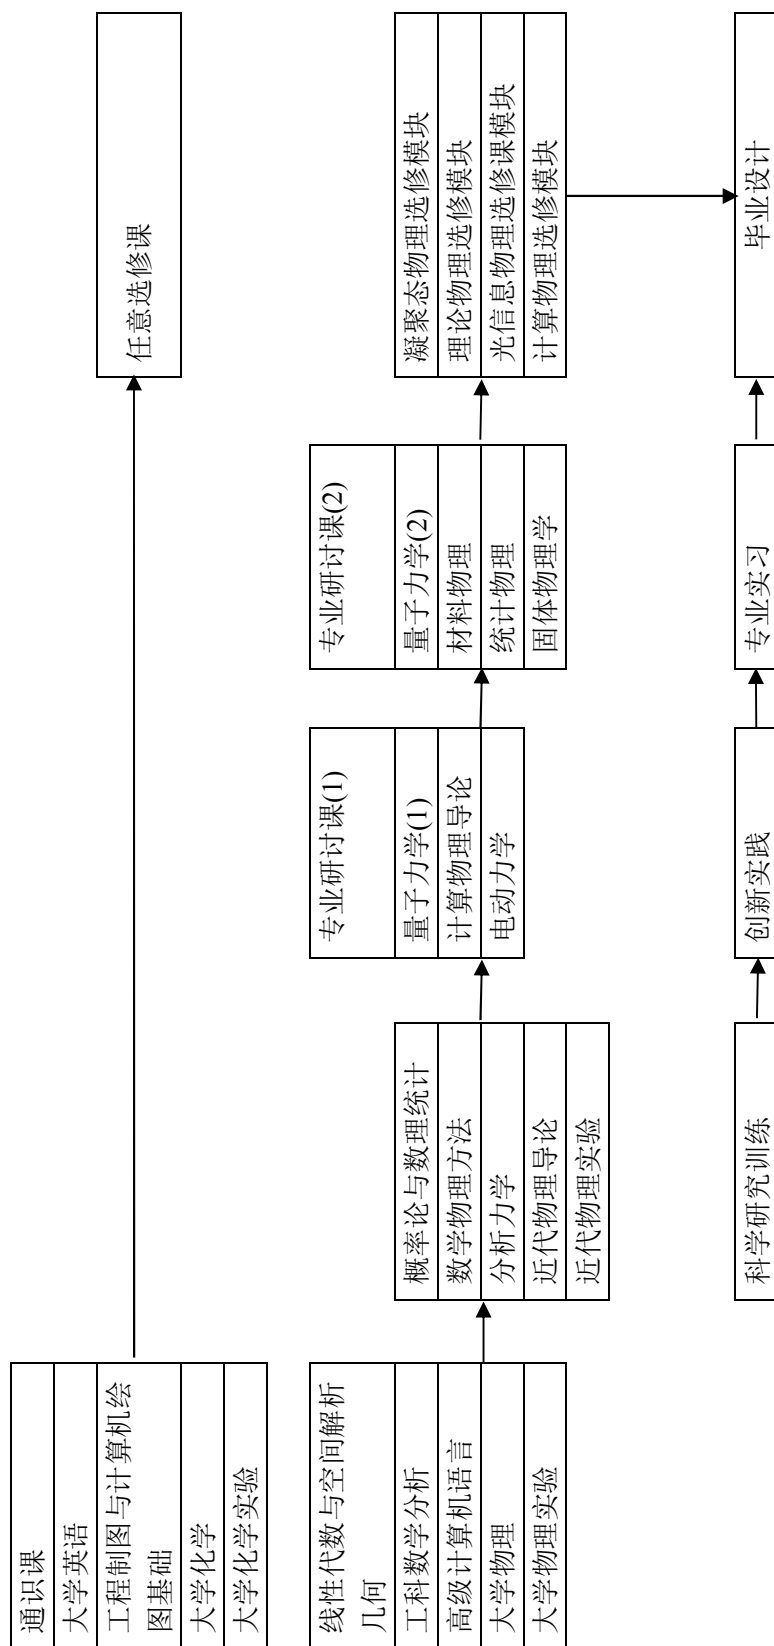 通识课
大学英语
工程制图与计算机绘
图基础
大学化学
大学化学实验
任意选修课
线性代数与空间解析
几何
工科数学分析
高级计算机语言
大学物理
大学物理实验
概率论与数理统计
数学物理方法
分析力学
近代物理导论
近代物理实验
专业研讨课(1)
量子力学(1)
计算物理导论
电动力学
专业研讨课(2)
量子力学(2)
材料物理
统计物理
固体物理学
凝聚态物理选修模块
理论物理选修模块
光信息物理选修课模块
计算物理选修模块
科学研究训练
创新实践
专业实习
毕业设计